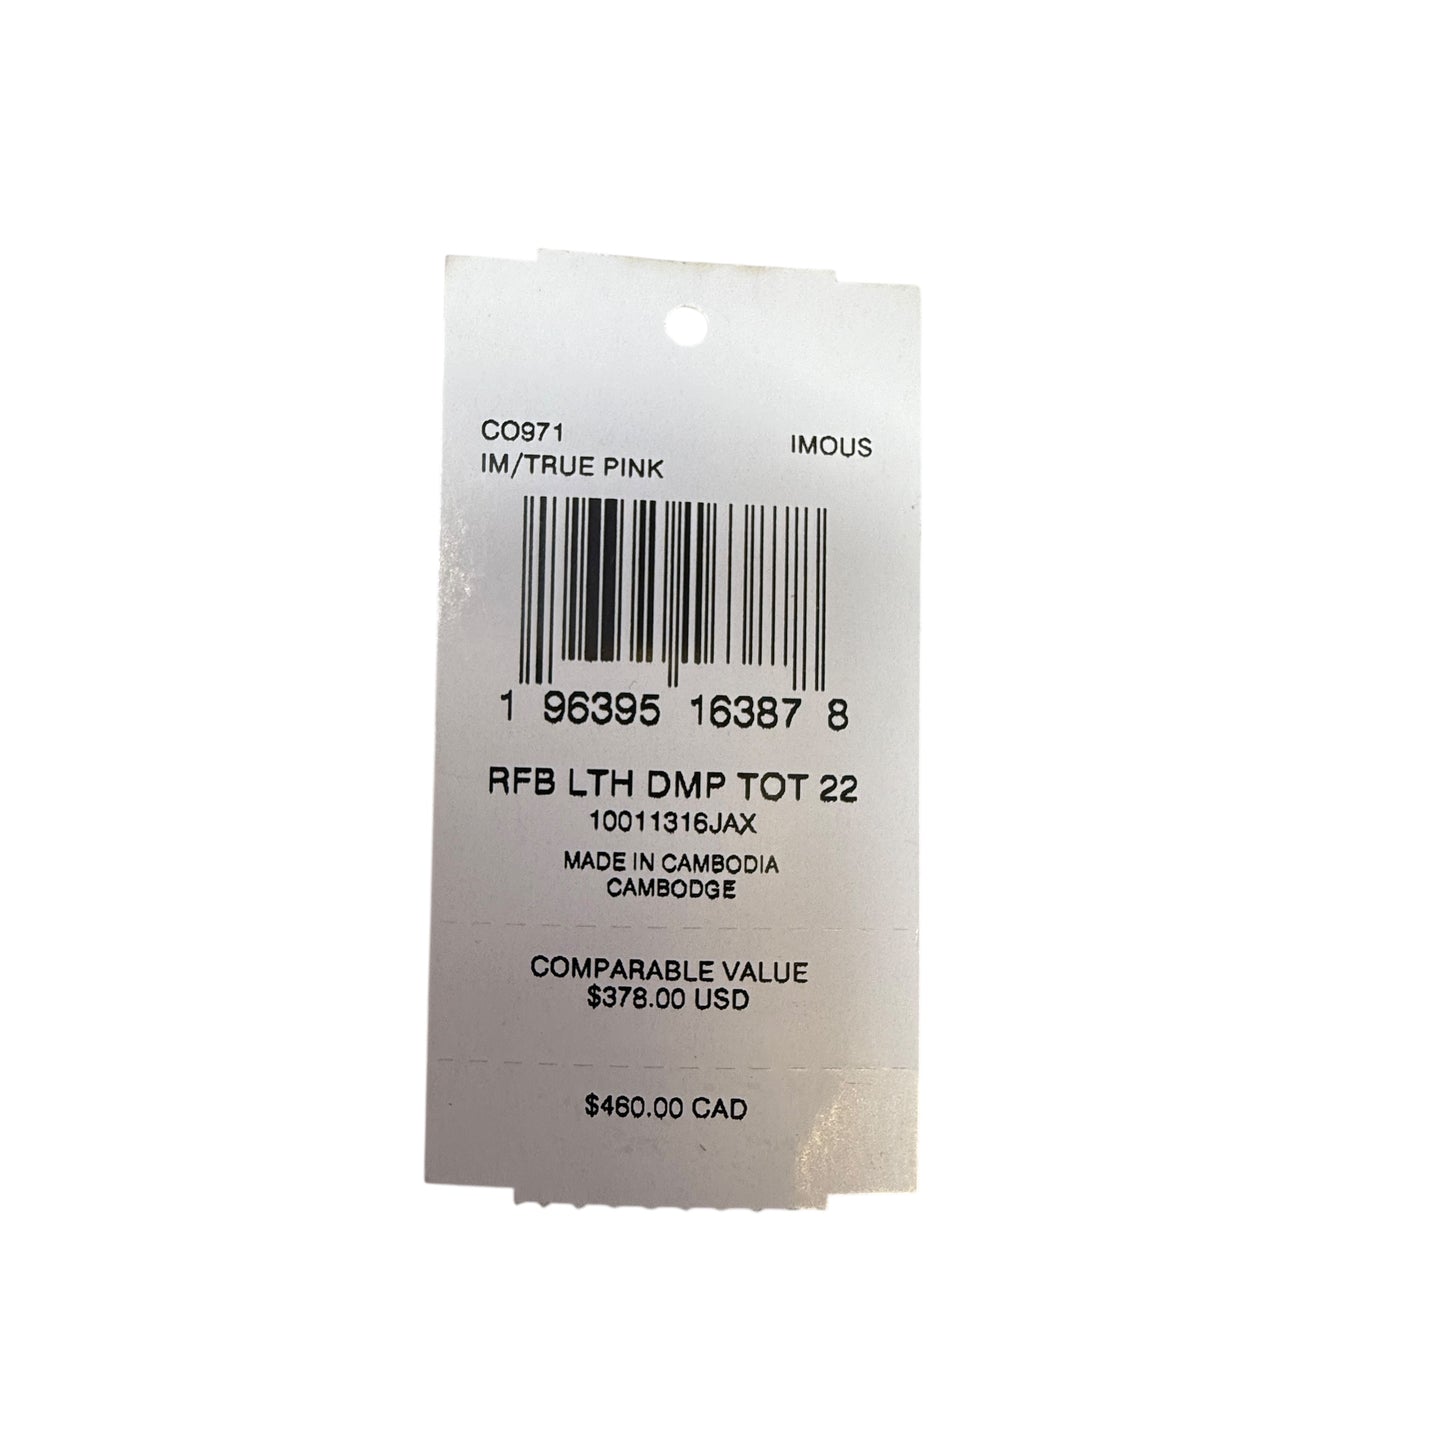 CO971
IMOUS
IM/TRUE PINK
1 96395 16387 8
RFB LTH DMP TOT 22
10011316JAX
MADE IN CAMBODIA
CAMBODGE
COMPARABLE VALUE
$378.00 USD
$460.00 CAD